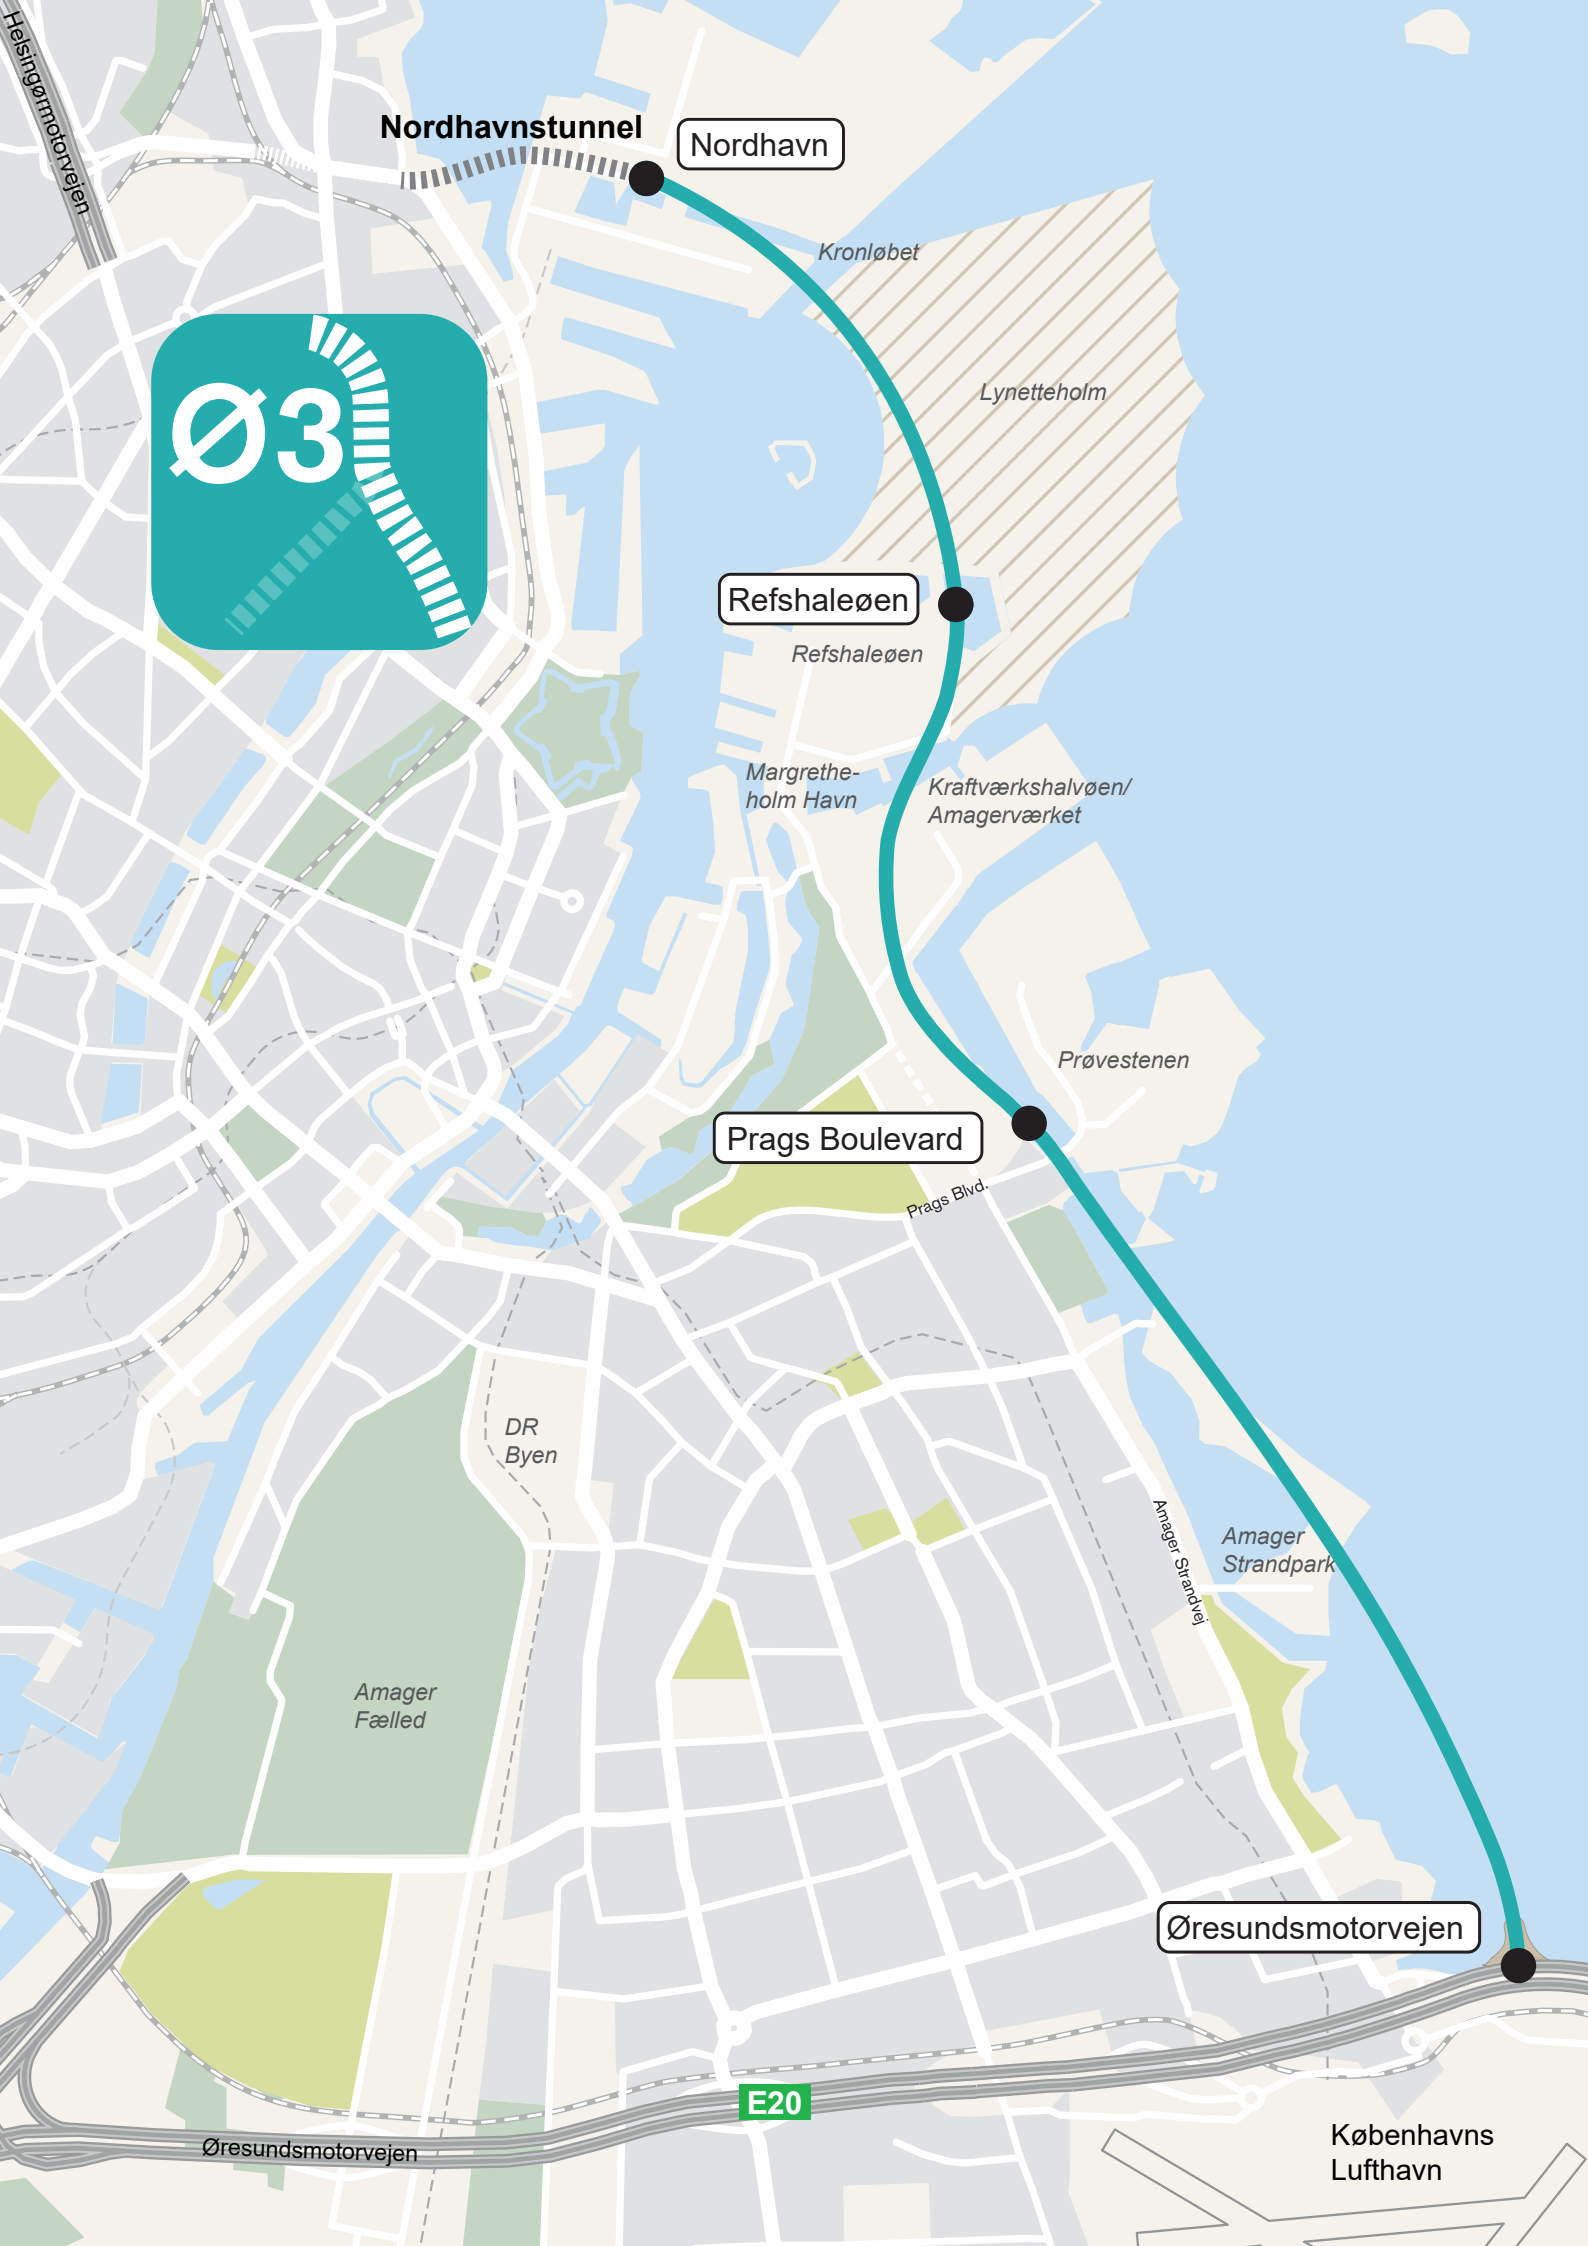 Helsingørmotorvejen
Nordhavnstunnel
Nordhavn
Kronløbet
Lynetteholm
Ø3
Refshaleøen
Refshaleøen
Margrethe-
holm Havn
Kraftværkshalvøen/
Amagerværket
Prøvestenen
Prags Boulevard
Prags Blvd.
DR
Byen
Amager Strandvej
Amager
Strandpark
Amager
Fælled
Øresundsmotorvejen
E20
Øresundsmotorvejen
Københavns
Lufthavn